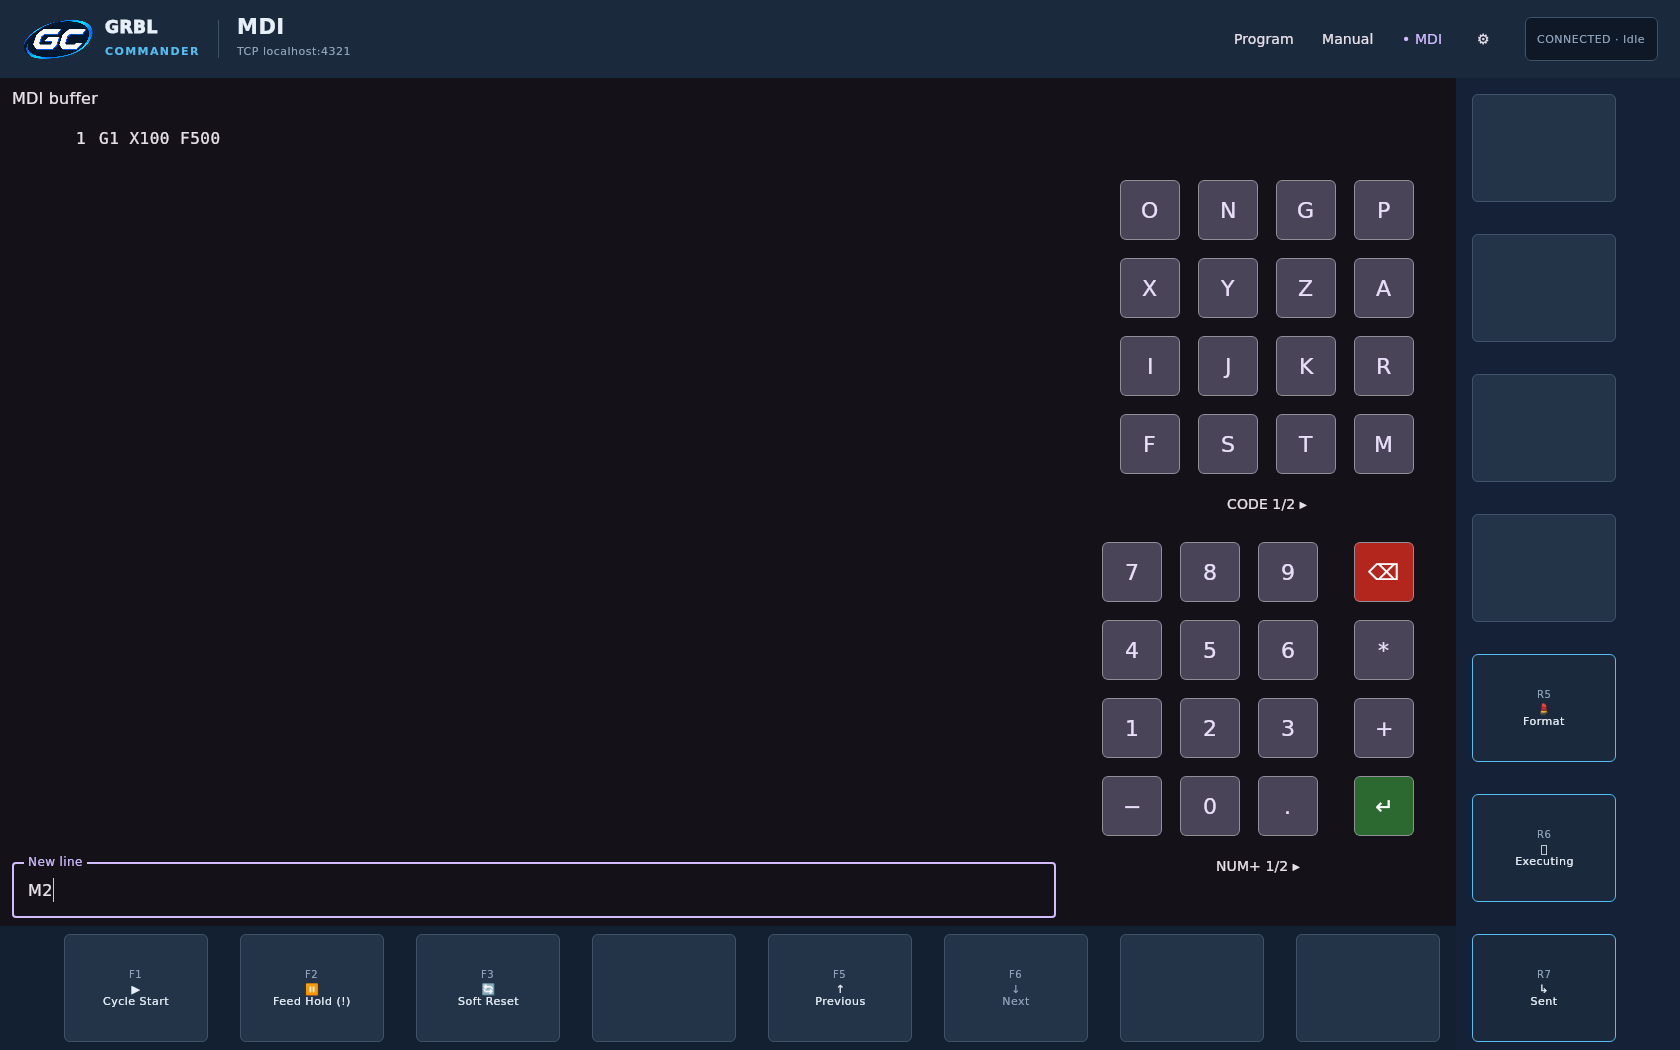 GC
GRBL
COMMANDER
MDI
TCP localhost:4321
Program
Manual
• MDI
⚙
CONNECTED · Idle
MDI buffer
1 G1 X100 F500
O N G P
X Y Z A
I J K R
F S T M
CODE 1/2 ▸
7 8 9 ⌫
4 5 6 *
1 2 3 +
− 0 . ↵
NUM+ 1/2 ▸
New line
M2
R5
Format
R6
Executing
R7
↳
Sent
F1
▶
Cycle Start
F2
⏸
Feed Hold (!)
F3
🔄
Soft Reset
F5
↑
Previous
F6
↓
Next